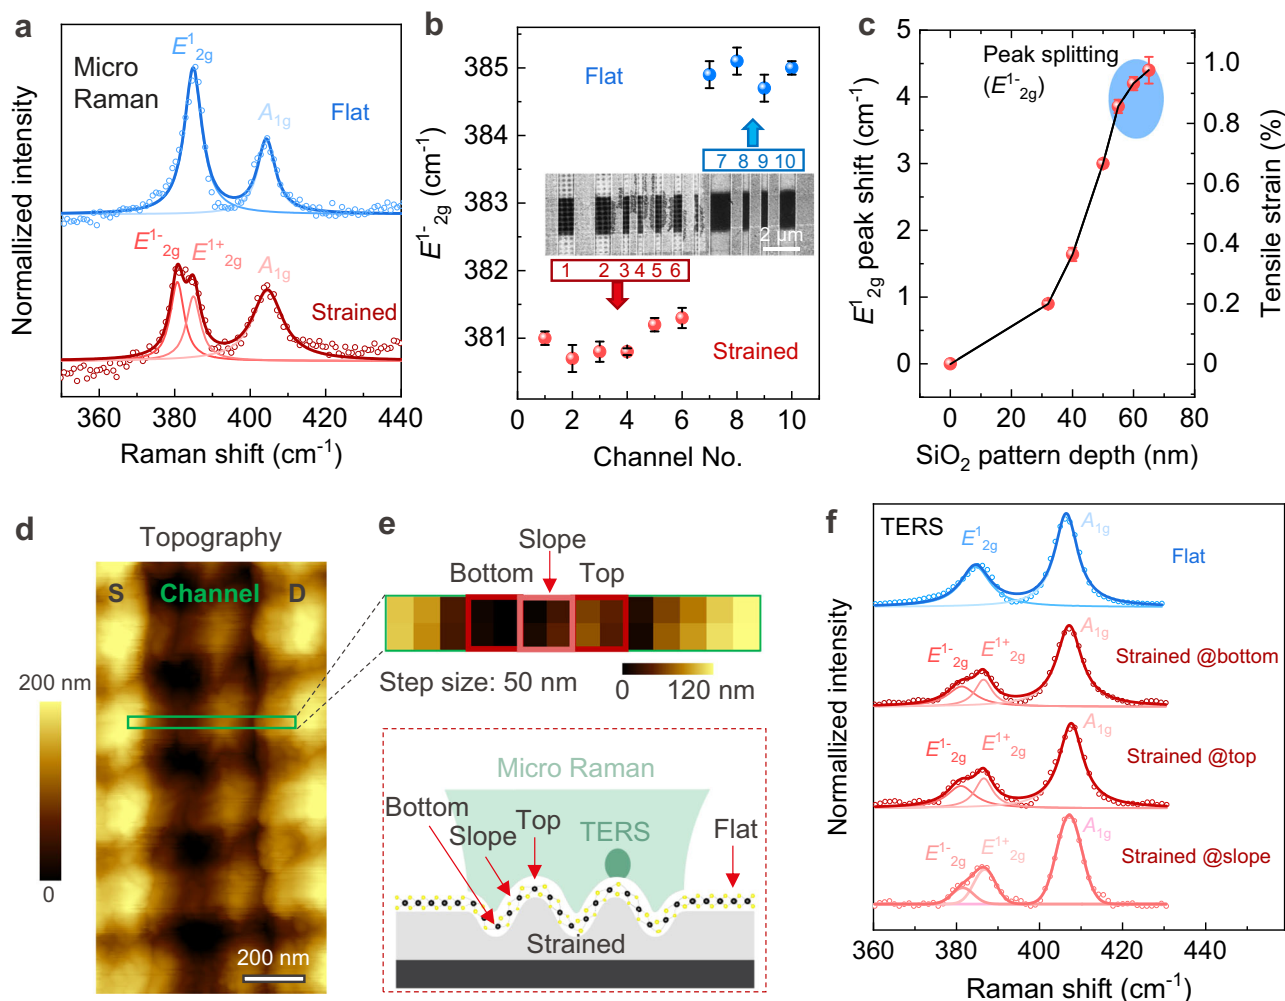 a
Micro
Raman
E¹₂g
A₁g
Flat
E¹⁻₂g
E¹⁺₂g
A₁g
Strained
Normallized intensity
360 380 400 420 440
Raman shift (cm⁻¹)
b
Flat
385
384
383
382
381
E¹⁻₂g (cm⁻¹)
7 8 9 10
2 μm
1 2 3 4 5 6
Strained
0 2 4 6 8 10
Channel No.
c
Peak splitting
(E¹⁻₂g)
5
4
3
2
1
0
E¹₂g peak shift (cm⁻¹)
1.0
0.8
0.6
0.4
0.2
0
Tensile strain (%)
0 20 40 60 80
SiO₂ pattern depth (nm)
d
Topography
S Channel D
200 nm
0
200 nm
e
Slope
Bottom Top
Step size: 50 nm
0 120 nm
Micro Raman
Bottom
Slope
Top
TERS
Flat
Strained
f
TERS
E¹₂g
A₁g
Flat
E¹⁻₂g
E¹⁺₂g
A₁g
Strained @bottom
E¹⁻₂g
E¹⁺₂g
A₁g
Strained @top
E¹⁻₂g
E¹⁺₂g
A₁g
Strained @slope
Normallized intensity
360 380 400 420 440
Raman shift (cm⁻¹)